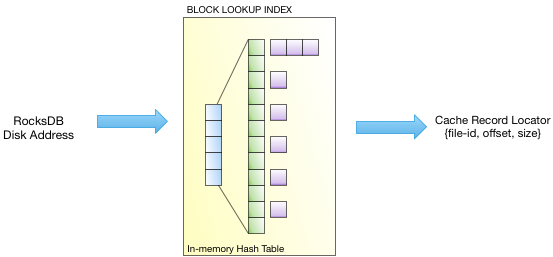 BLOCK LOOKUP INDEX
RocksDB
Disk Address
Cache Record Locator
{file-id, offset, size}
In-memory Hash Table